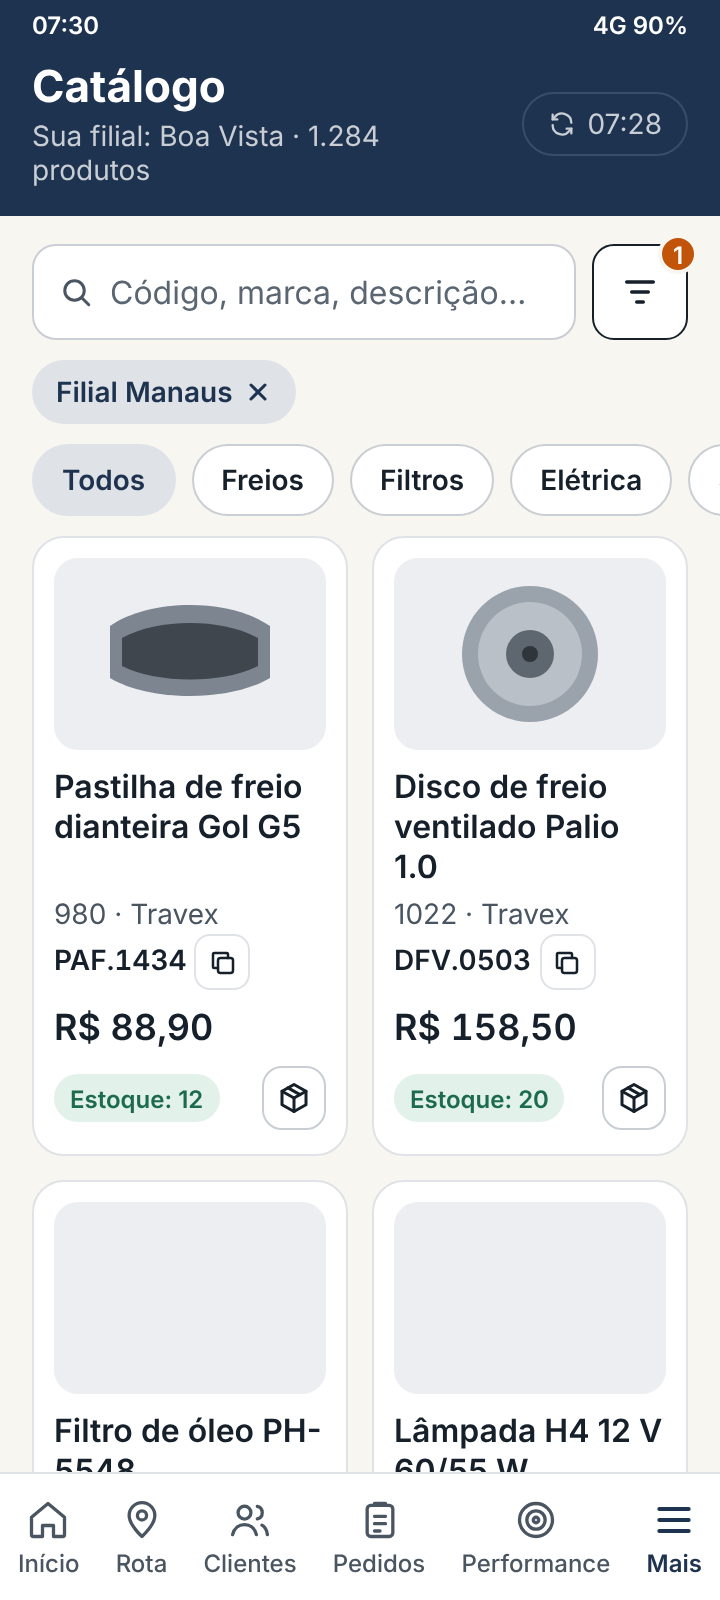 07:30
4G 90%
Catálogo
Sua filial: Boa Vista · 1.284
produtos
07:28
Código, marca, descrição...
1
Filial Manaus
Todos
Freios
Filtros
Elétrica
Pastilha de freio
dianteira Gol G5
980 · Travex
PAF.1434
R$ 88,90
Estoque: 12
Disco de freio
ventilado Palio
1.0
1022 · Travex
DFV.0503
R$ 158,50
Estoque: 20
Filtro de óleo PH-
5548
Lâmpada H4 12 V
60/55 W
Início
Rota
Clientes
Pedidos
Performance
Mais